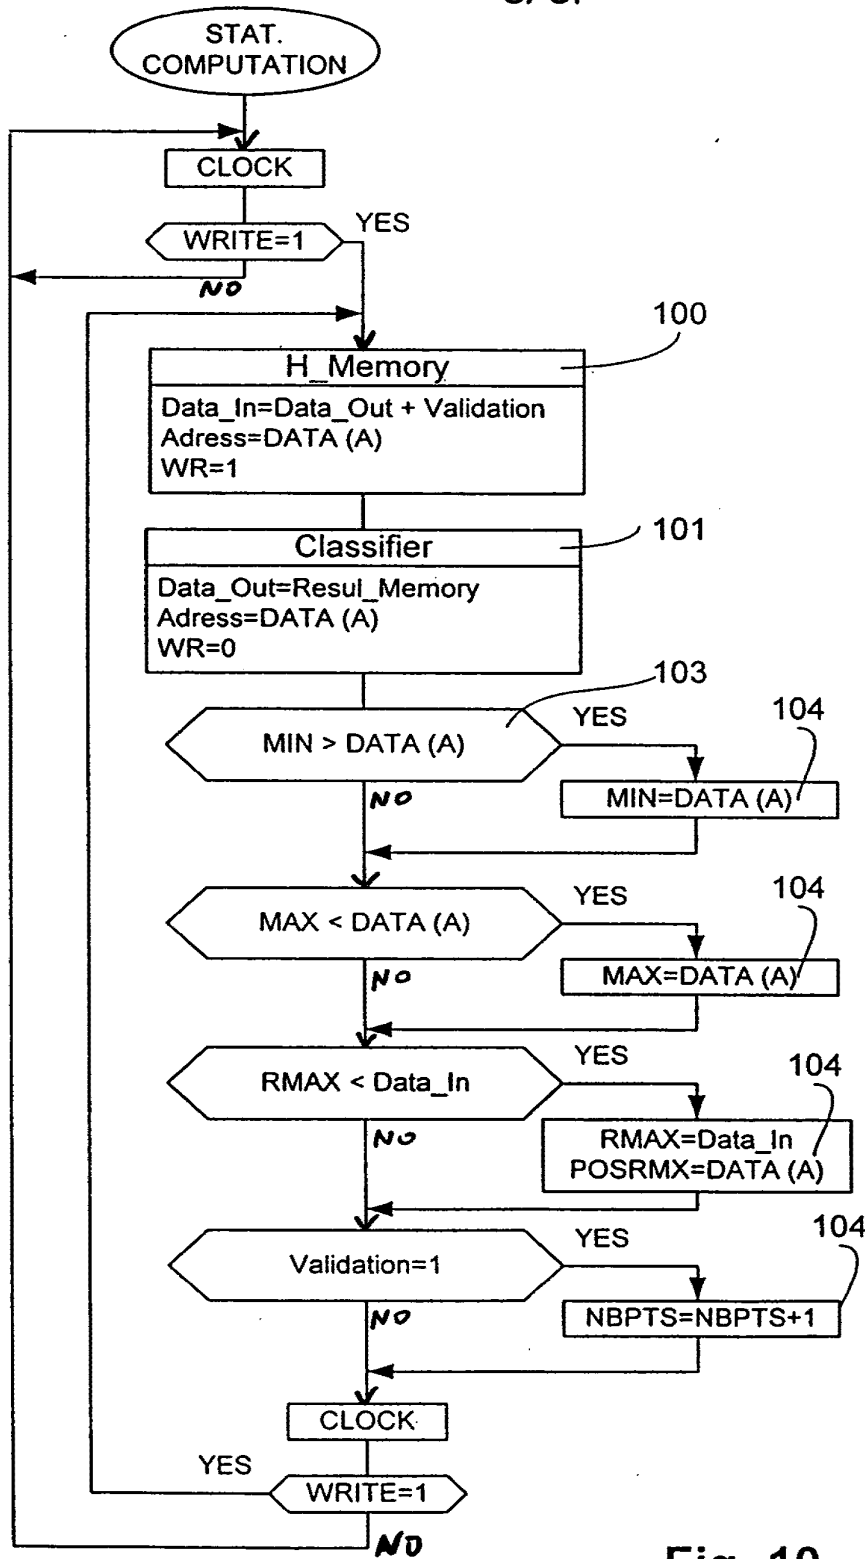 STAT.
COMPUTATION
CLOCK
WRITE=1
YES
NO
100
H_Memory
Data_In=Data_Out + Validation
Adress=DATA (A)
WR=1
101
Classifier
Data_Out=Resul_Memory
Adress=DATA (A)
WR=0
103
MIN > DATA (A)
YES
104
MIN=DATA (A)
NO
MAX < DATA (A)
YES
104
MAX=DATA (A)
NO
RMAX < Data_In
YES
104
RMAX=Data_In
POSRMX=DATA (A)
NO
Validation=1
YES
104
NBPTS=NBPTS+1
NO
CLOCK
YES
WRITE=1
NO